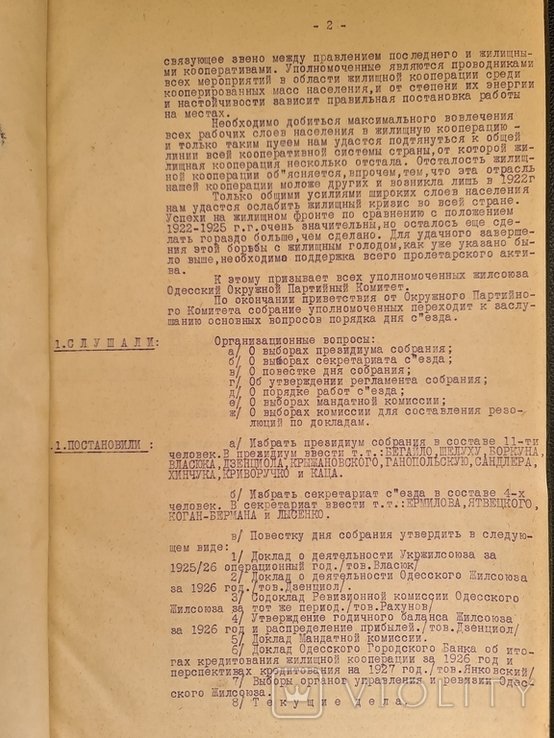 - 2 -
связующее звено между правлением последнего и жилищны-
ми кооперативами. Уполномоченные являются проводниками
всех мероприятий в области жилищной кооперации среди
кооперированных масс населения,и от степени их энергии
и настойчивости зависит правильная постановка работы
на местах.
Необходимо добиться максимального вовлечения
всех рабочих слоев населения в жилищную кооперацию -
и только таким путем нам удастся подтянуться к общей
линии всей кооперативной системы страны,от которой жи-
лищная кооперация несколько отстала. Отсталость жилищ-
ной кооперации об"ясняется,впрочем,тем,что эта отрасль
нашей кооперации моложе других и возникла лишь в 1922г
Только общими усилиями широких слоев населения
нам удастся ослабить жилищный кризис во всей стране.
Успехи на жилищном фронте по сравнению с положением
1922-1925 г.г.очень значительны,но осталось еще сде-
лать гораздо больше,чем сделано. Для удачного заверше-
ния этой борьбы с жилищным голодом,как уже указано бы-
ло выше,необходима поддержка всего пролетарского акти-
ва.
К этому призывает всех уполномоченных жилсоюза
Одесский Окружной Партийный Комитет.
По окончании приветствия от Окружного Партийно-
го Комитета собрание уполномоченных переходит к заслу-
шанию основных вопросов порядка дня с"езда.
1.СЛУШАЛИ:
Организационные вопросы:
а/ О выборах президиума собрания;
б/ О выборах секретариата с"езда;
в/ О повестке дня собрания;
г/ Об утверждении регламента собрания;
д/ О порядке работ с"езда;
е/ О выборах мандатной комиссии;
ж/ О выборах комиссии для составления резо-
люций по докладам.
.1.ПОСТАНОВИЛИ :
а/ Избрать президиум собрания в составе 11-ти
человек.В президиум ввести т.т.:БЕГАЙЛО,ШЕЛУХУ,БОРКУНА,
ВЛАСЮКА,ДЗЕНЦИОЛА,КРЫЖАНОВСКОГО,ГАНОПОЛЬСКУЮ,САНДЛЕРА,
ХИНЧУКА,КРИВОРУЧКО и КАЦА.
б/ Избрать секретариат с"езда в составе 4-х
человек. В секретариат ввести т.т.:ЕРМИЛОВА,ЯТВЕЦКОГО,
КОГАН-БЕРМАНА и ЛЫСЕНКО.
в/ Повестку дня собрания утвердить в следую-
щем виде:
1/ Доклад о деятельности Укржилсоюза за
1925/26 операционный год./тов.Власюк/
2/ Доклад о деятельности Одесского Жилсоюза
за 1926 год./тов.Дзенциол/.
3/ Содоклад Ревизионной комиссии Одесского
Жилсоюза за тот же период./тов.Рахунов/
4/ Утверждение годичного баланса Жилсоюза
за 1926 год и распределение прибылей./тов.Дзенциол/
5/ Доклад Мандатной комиссии.
6/ Доклад Одесского Городского Банка об ито-
гах кредитования жилищной кооперации за 1926 год и
перспективах кредитования на 1927 год./тов.Янковский/
7/ Выборы органов управления и ревизии Одес-
ского Жилсоюза.
8/ Текущие дела.
VIOLITY